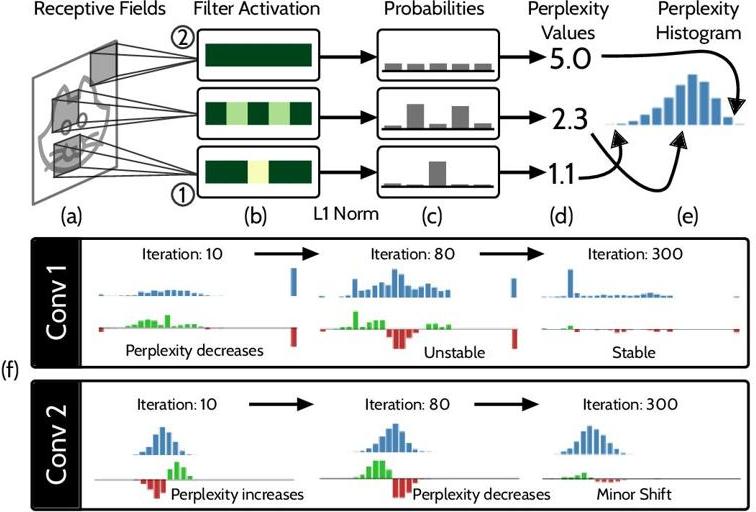 Receptive Fields
Filter Activation
Probabilities
Perplexity
Values
Perplexity
Histogram
②
5.0
2.3
①
1.1
L1 Norm
(a)
(b)
(c)
(d)
(e)
(f)
Conv 1
Iteration: 10
Iteration: 80
Iteration: 300
Perplexity decreases
Unstable
Stable
Conv 2
Iteration: 10
Iteration: 80
Iteration: 300
Perplexity increases
Perplexity decreases
Minor Shift